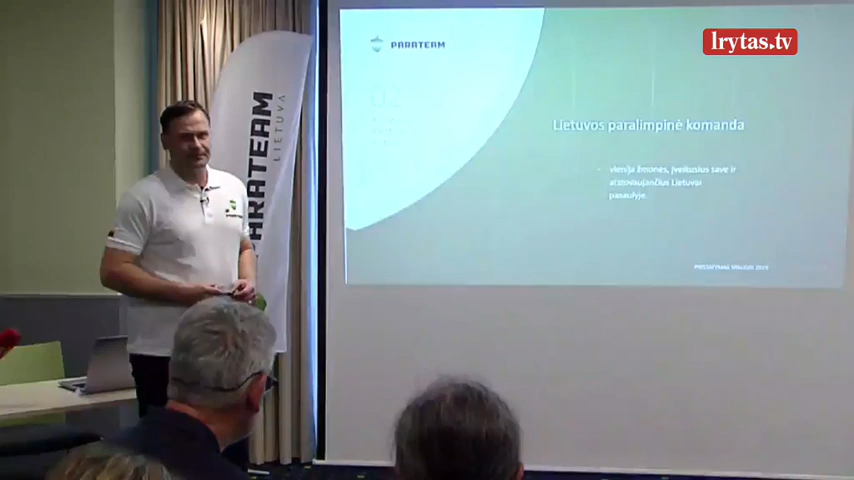 lrytas.tv
PARATEAM
PARATEAM
LIETUVA
Lietuvos paralimpinė komanda
- vienija žmones, įveikusius save ir
atstovaujančius Lietuvai
pasaulyje.